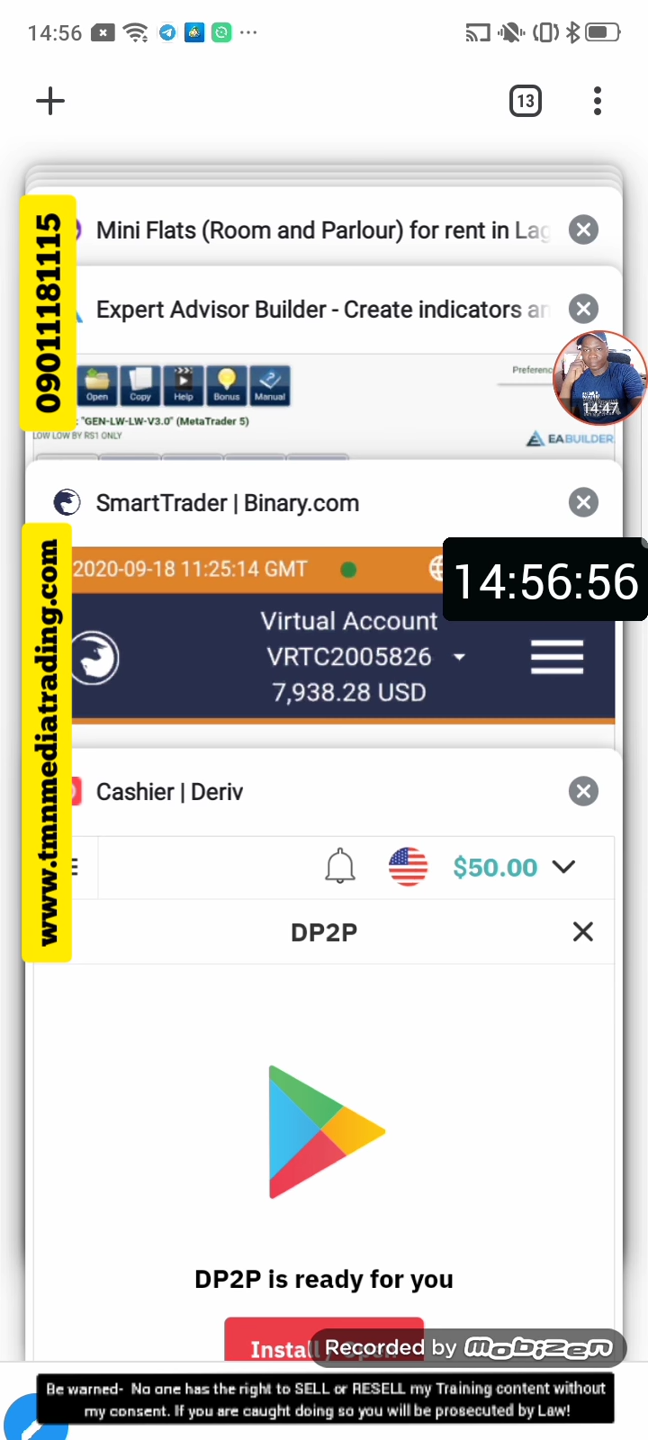 14:56
13
Mini Flats (Room and Parlour) for rent in Lag
Expert Advisor Builder - Create indicators an
09011181115
Open Copy Help Bonus Manual
Preferenc
14:47
: "GEN-LW-LW-V3.0" (MetaTrader 5)
LOW LOW BY RS1 ONLY
EABUILDER
SmartTrader | Binary.com
2020-09-18 11:25:14 GMT
14:56:56
Virtual Account
VRTC2005826
7,938.28 USD
www.tmnmediatrading.com
Cashier | Deriv
$50.00
DP2P
DP2P is ready for you
Install
Recorded by mobizen
Be warned- No one has the right to SELL or RESELL my Training content without
my consent. If you are caught doing so you will be prosecuted by Law!